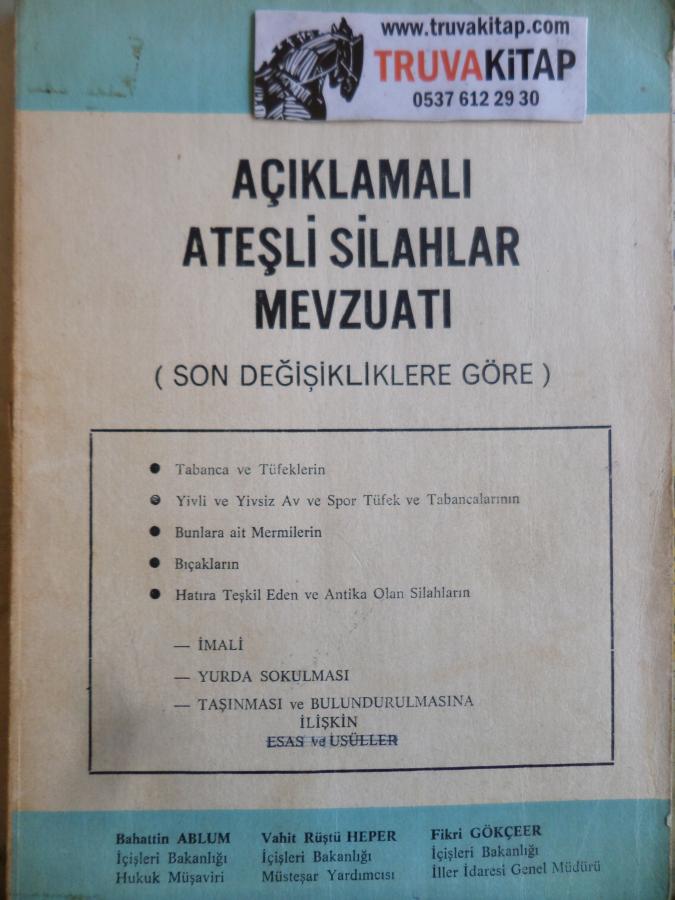 www.truvakitap.com
TRUVAKiTAP
0537 612 29 30
AÇIKLAMALI
ATEŞLİ SİLAHLAR
MEVZUATI
( SON DEĞİŞİKLİKLERE GÖRE )
● Tabanca ve Tüfeklerin
● Yivli ve Yivsiz Av ve Spor Tüfek ve Tabancalarının
● Bunlara ait Mermilerin
● Bıçakların
● Hatıra Teşkil Eden ve Antika Olan Silahların
— İMALİ
— YURDA SOKULMASI
— TAŞINMASI ve BULUNDURULMASINA
İLİŞKİN
ESAS ve USÜLLER
Bahattin ABLUM Vahit Rüştü HEPER Fikri GÖKÇEER
İçişleri Bakanlığı İçişleri Bakanlığı İçişleri Bakanlığı
Hukuk Müşaviri Müsteşar Yardımcısı İller İdaresi Genel Müdürü